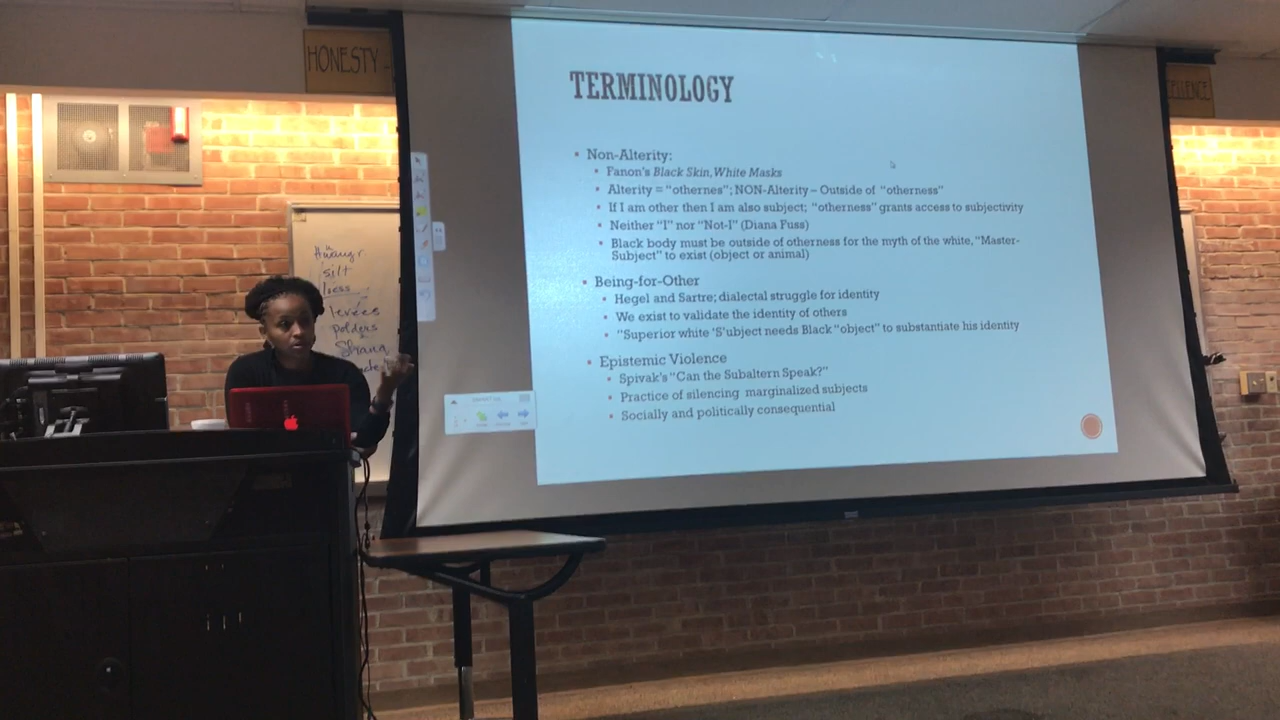 HONESTY
ELLENCE
TERMINOLOGY
Non-Alterity:
Fanon's Black Skin, White Masks
Alterity = "othernes"; NON-Alterity – Outside of "otherness"
If I am other then I am also subject; "otherness" grants access to subjectivity
Neither "I" nor "Not-I" (Diana Fuss)
Black body must be outside of otherness for the myth of the white, "Master-
Subject" to exist (object or animal)
Being-for-Other
Hegel and Sartre; dialectal struggle for identity
We exist to validate the identity of others
"Superior white 'S'ubject needs Black "object" to substantiate his identity
Epistemic Violence
Spivak's "Can the Subaltern Speak?"
Practice of silencing marginalized subjects
Socially and politically consequential
silt
loess
levees
polders